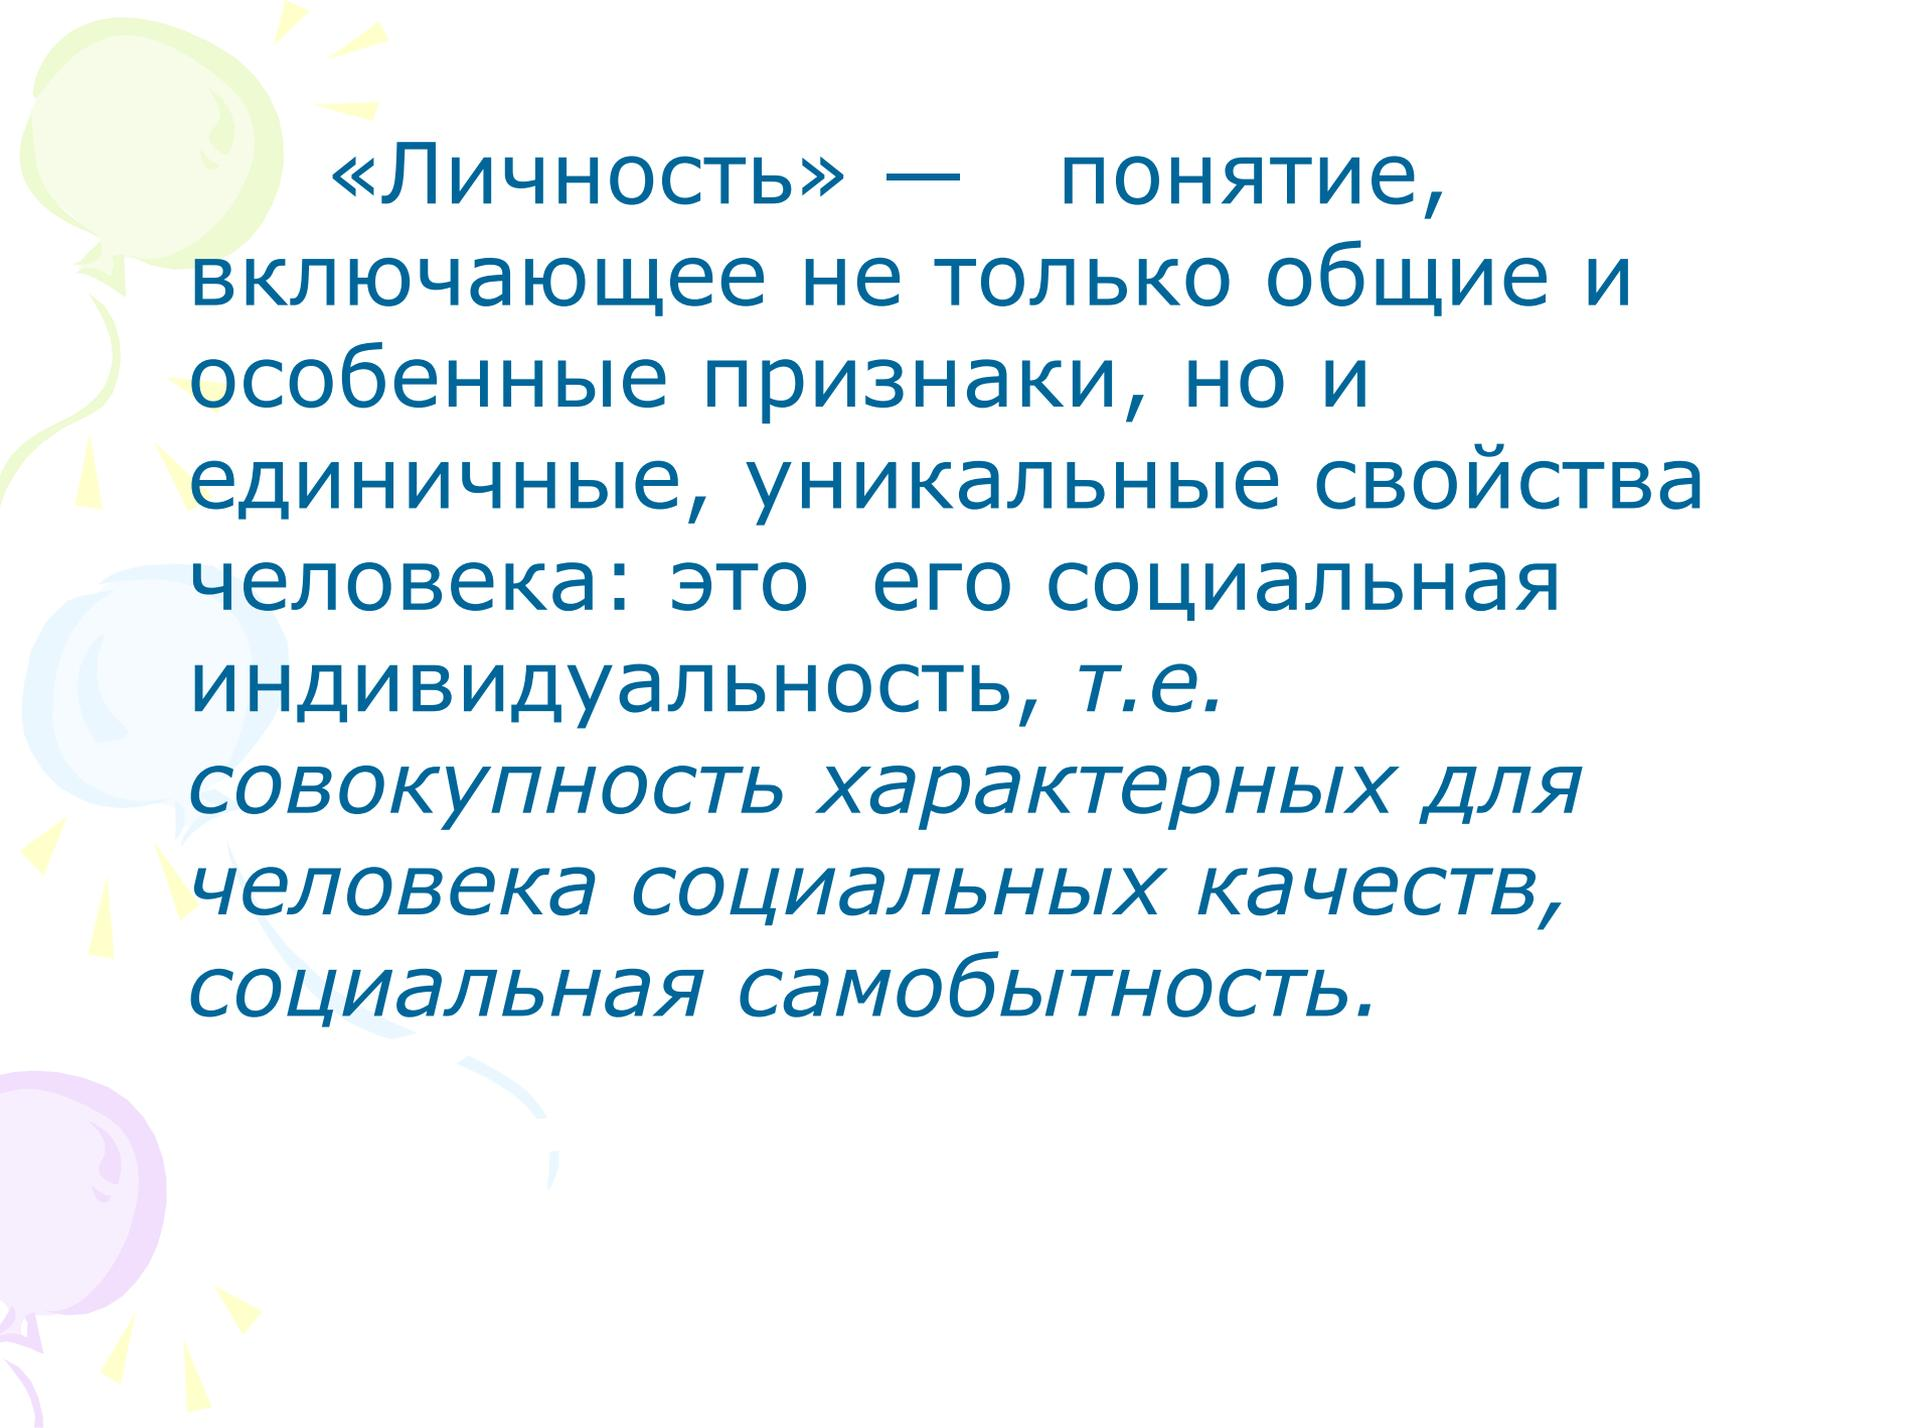 «Личность» — понятие,
включающее не только общие и
особенные признаки, но и
единичные, уникальные свойства
человека: это его социальная
индивидуальность, т.е.
совокупность характерных для
человека социальных качеств,
социальная самобытность.